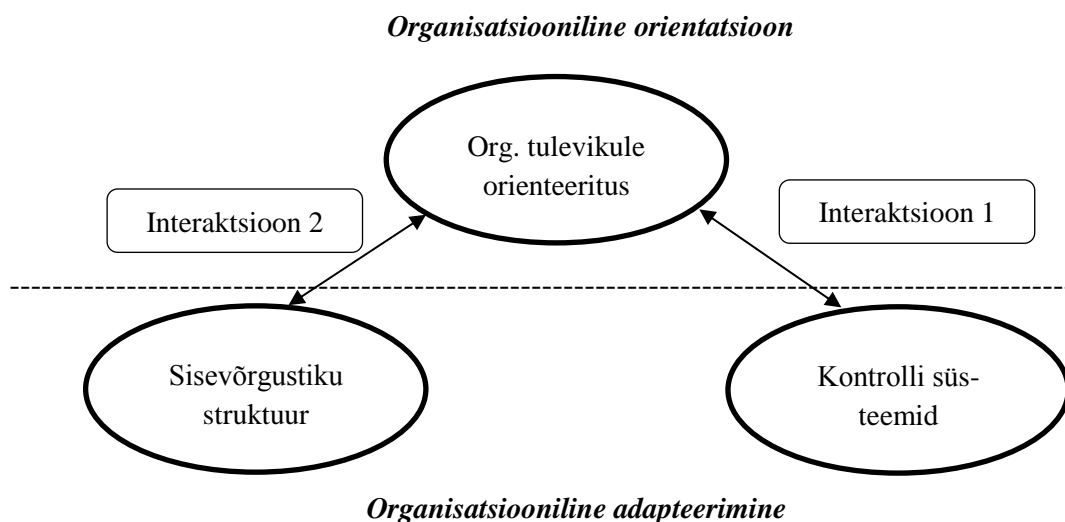 Organisatsiooniline orientatsioon
Org. tulevikule
orienteeritus
Interaktsioon 2
Interaktsioon 1
Sisevõrgustiku
struktuur
Kontrolli süs-
teemid
Organisatsiooniline adapteerimine